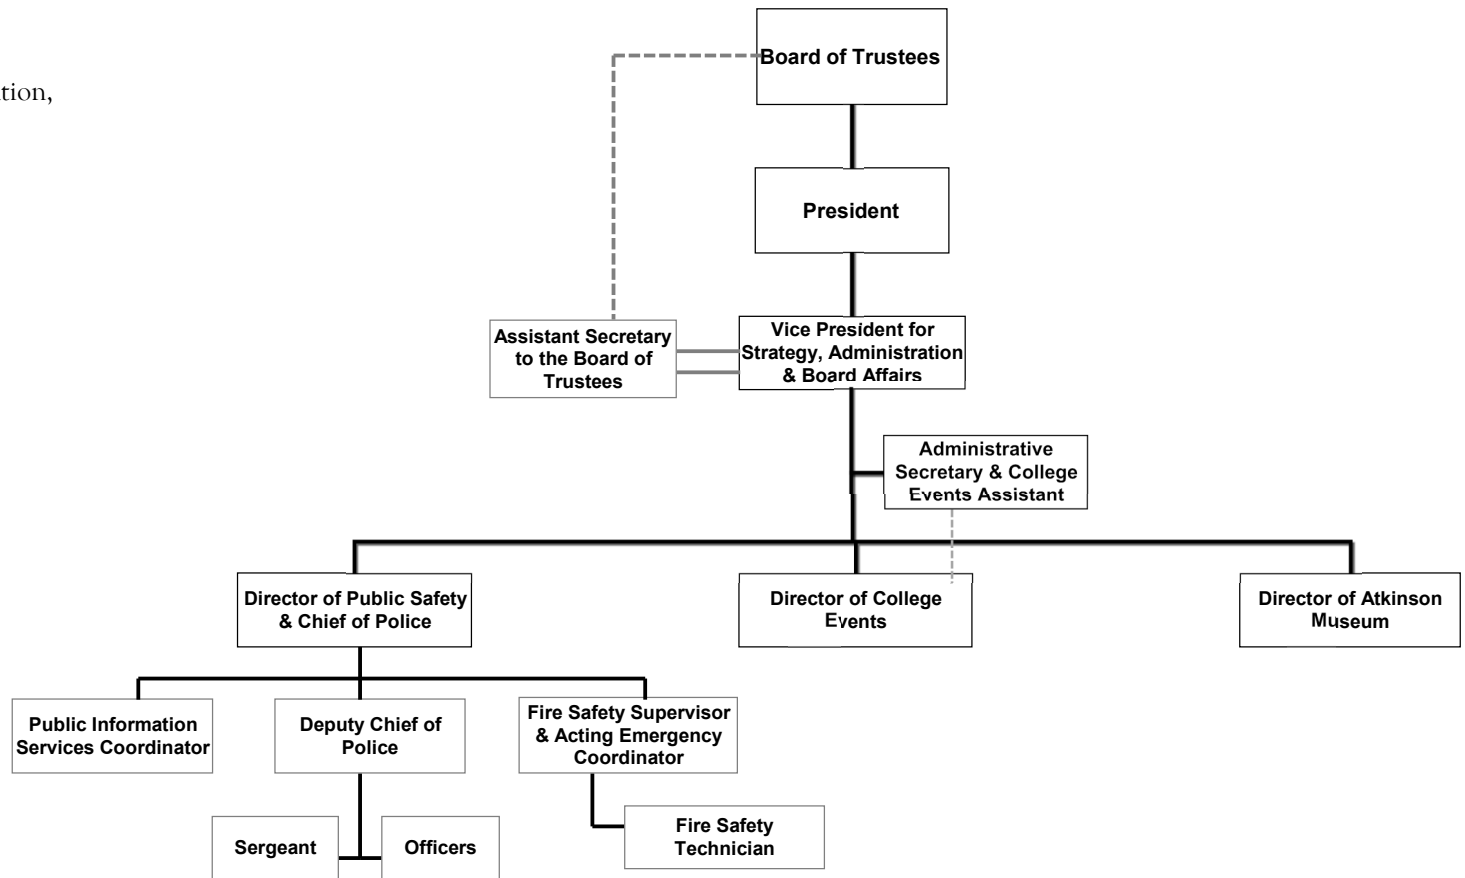 Board of Trustees
tion,
President
Assistant Secretary
to the Board of
Trustees
Vice President for
Strategy, Administration
& Board Affairs
Administrative
Secretary & College
Events Assistant
Director of Public Safety
& Chief of Police
Director of College
Events
Director of Atkinson
Museum
Public Information
Services Coordinator
Deputy Chief of
Police
Fire Safety Supervisor
& Acting Emergency
Coordinator
Sergeant
Officers
Fire Safety
Technician